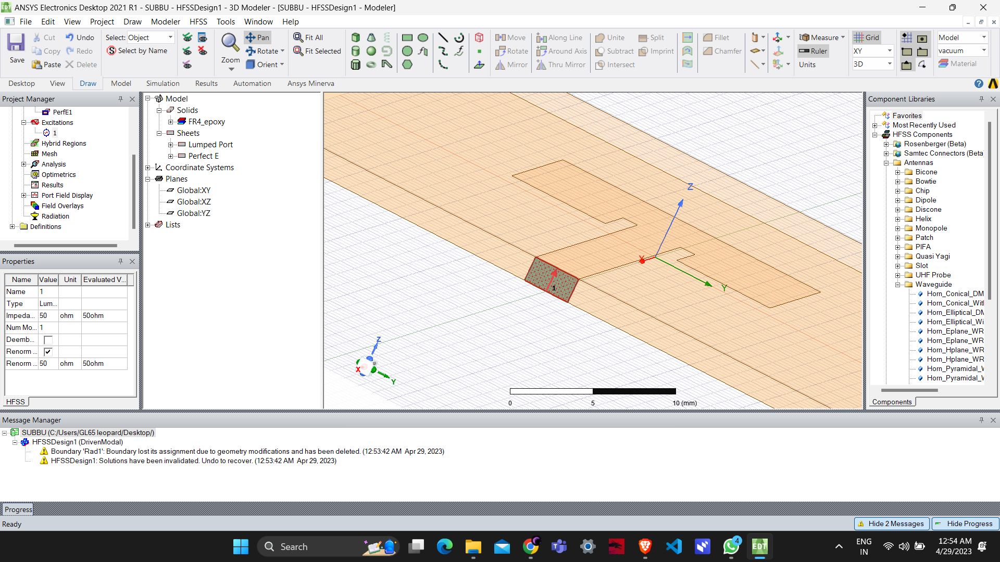 ANSYS Electronics Desktop 2021 R1 - SUBBU - HFSSDesign1 - 3D Modeler - [SUBBU - HFSSDesign1 - Modeler]
File Edit View Project Draw Modeler HFSS Tools Window Help
Save
Cut Copy Paste
Undo Redo Delete
Select: Object
Select by Name
Zoom
Pan Rotate Orient
Fit All
Fit Selected
Move Rotate Mirror
Along Line Around Axis Thru Mirror
Unite Subtract Intersect
Split Imprint
Fillet Chamfer
Measure Ruler Units
Grid XY 3D
Model vacuum Material
Desktop View Draw Model Simulation Results Automation Ansys Minerva
Project Manager
PerfE1
Excitations
1
Hybrid Regions
Mesh
Analysis
Optimetrics
Results
Port Field Display
Field Overlays
Radiation
Definitions
Properties
Name Value Unit Evaluated V...
Name 1
Type Lum...
Impeda... 50 ohm 50ohm
Num Mo... 1
Deemb...
Renorm ...
Renorm ... 50 ohm 50ohm
HFSS
Model
Solids
FR4_epoxy
Sheets
Lumped Port
Perfect E
Coordinate Systems
Planes
Global:XY
Global:XZ
Global:YZ
Lists
Z
X
Y
1
Z
X
Y
0 5 10 (mm)
Component Libraries
Favorites
Most Recently Used
HFSS Components
Rosenberger (Beta)
Samtec Connectors (Beta
Antennas
Bicone
Bowtie
Chip
Dipole
Discone
Helix
Monopole
Patch
PIFA
Quasi Yagi
Slot
UHF Probe
Waveguide
Horn_Conical_DM
Horn_Conical_Wit
Horn_Elliptical_DM
Horn_Elliptical_Wi
Horn_Eplane_WR
Horn_Eplane_WR
Horn_Hplane_WR
Horn_Hplane_WR
Horn_Pyramidal_W
Horn_Pyramidal_W
Components
Message Manager
SUBBU (C:/Users/GL65 leopard/Desktop/)
HFSSDesign1 (DrivenModal)
Boundary 'Rad1': Boundary lost its assignment due to geometry modifications and has been deleted. (12:53:42 AM Apr 29, 2023)
HFSSDesign1: Solutions have been invalidated. Undo to recover. (12:53:42 AM Apr 29, 2023)
Progress
Ready
Hide 2 Messages Hide Progress
Search
4
EDT
ENG
IN
12:54 AM
4/29/2023